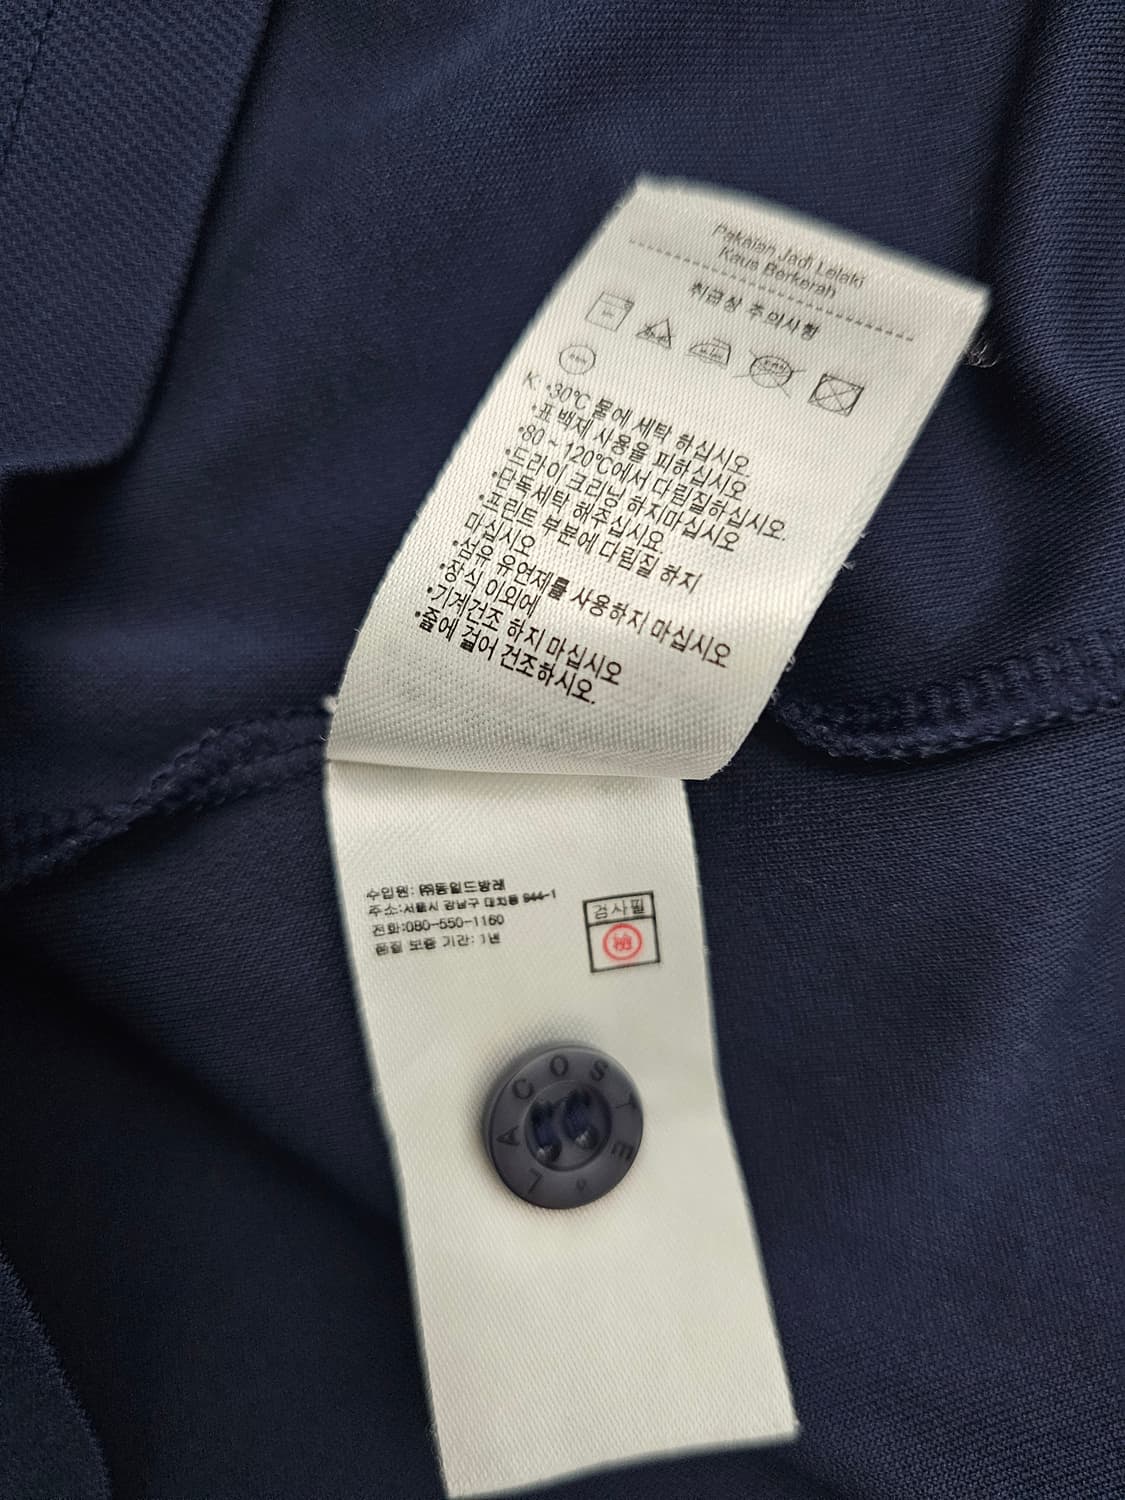 Pakaian Jadi Lelaki
Kaus Berkerah
취급상 주의사항
K: •30℃ 물에 세탁 하십시오.
•표백제 사용을 피하십시오
•80~120℃에서 다림질하십시오.
•드라이 크리닝 하지마십시오
•단독세탁 해주십시요
•프린트 부분에 다림질 하지
마십시오
•섬유 유연제를 사용하지 마십시오
•장식 이외에
•기계건조 하지 마십시오
•줄에 걸어 건조하시오.
수입원: ㈜동일드방레
주소:서울시 강남구 대치동 944-1
전화:080-550-1160
품질 보증 기간: 1년
검사필
LACOSTE